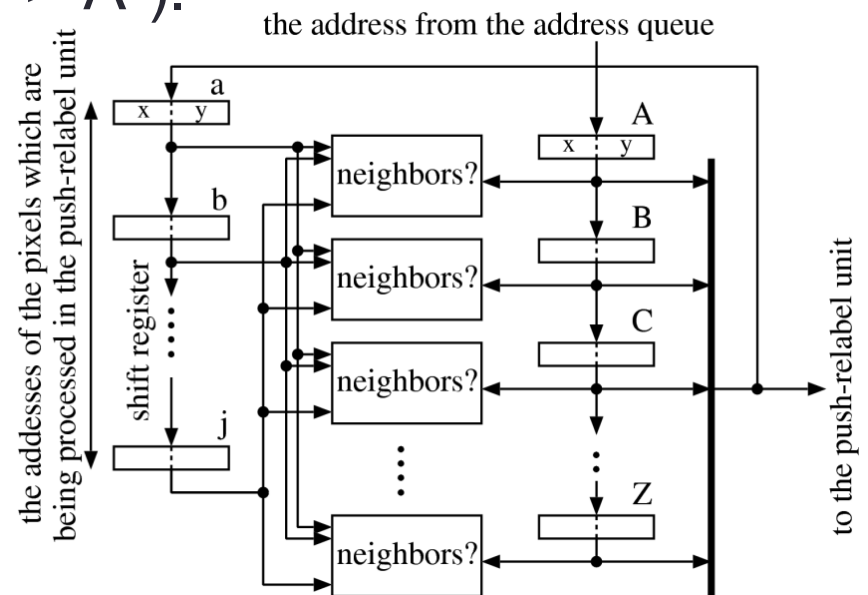 the address from the address queue
the addesses of the pixels which are
being processed in the push-relabel unit
a
x y
b
shift register
j
neighbors?
neighbors?
neighbors?
neighbors?
A
x y
B
C
Z
to the push-relabel unit